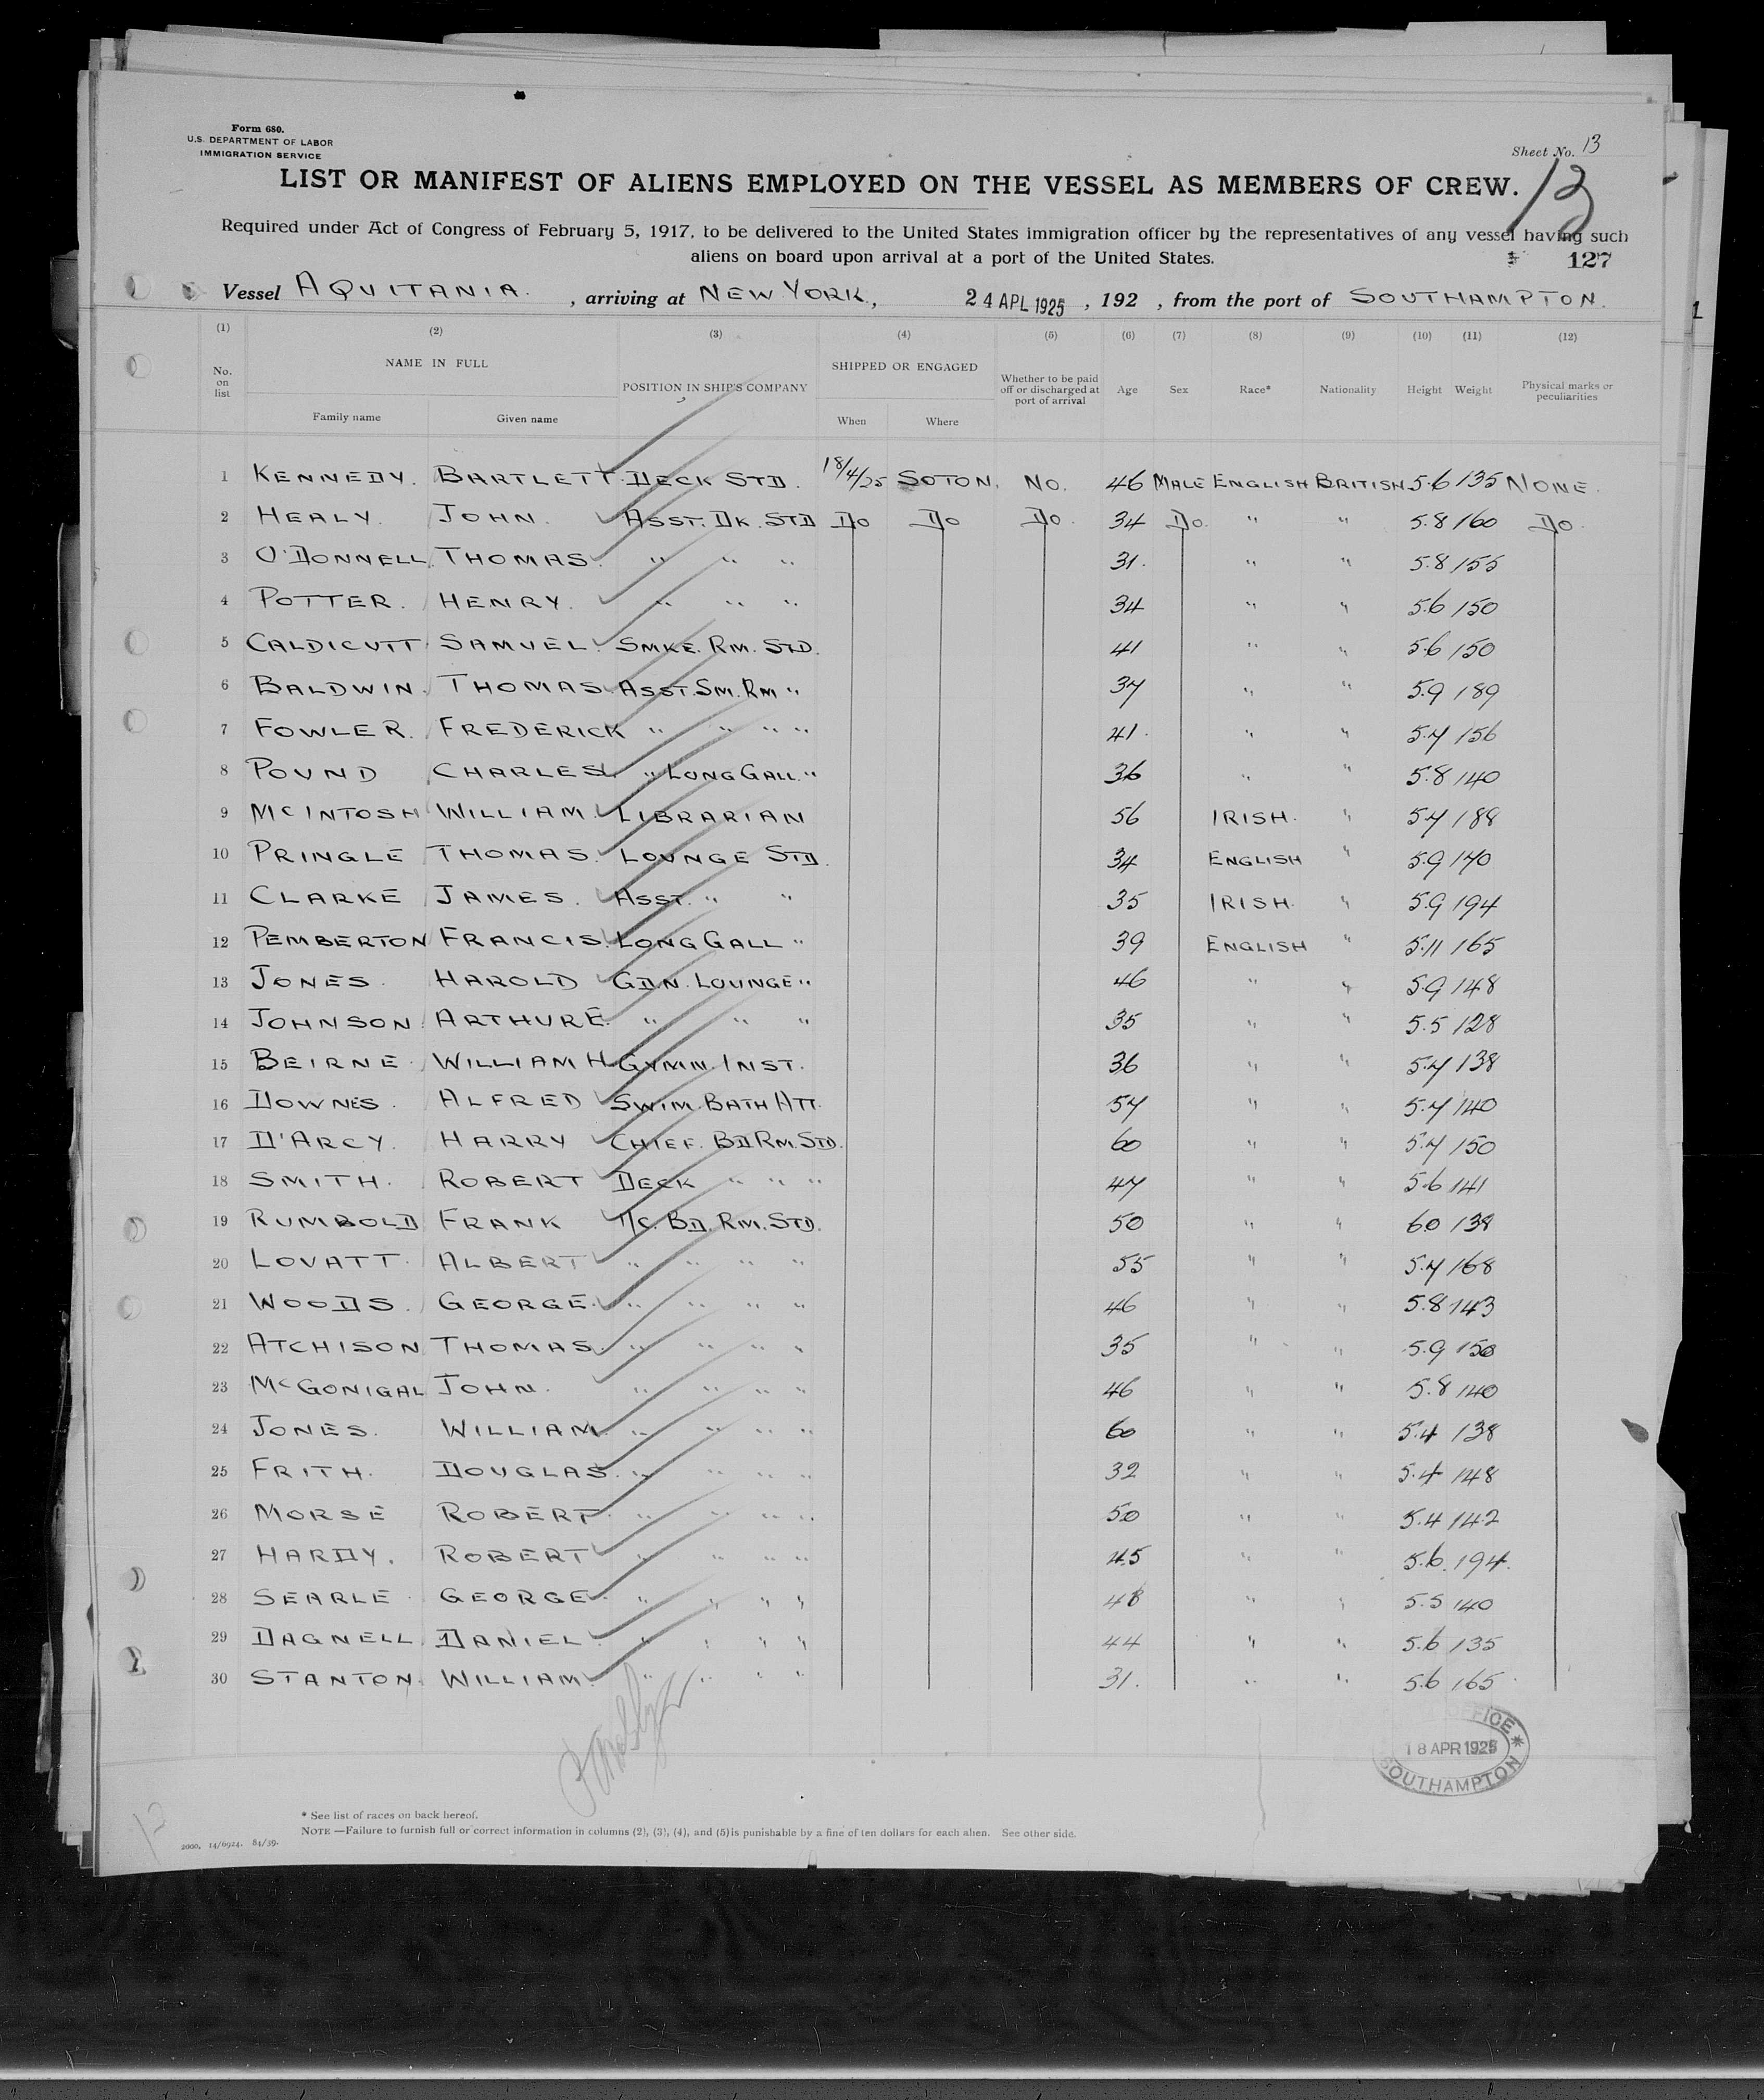 Form 680.
U.S. DEPARTMENT OF LABOR
IMMIGRATION SERVICE
Sheet No. 13
LIST OR MANIFEST OF ALIENS EMPLOYED ON THE VESSEL AS MEMBERS OF CREW.
13
Required under Act of Congress of February 5, 1917, to be delivered to the United States immigration officer by the representatives of any vessel having such
aliens on board upon arrival at a port of the United States.
127
Vessel AQUITANIA. , arriving at NEW YORK, 24 APL 1925 , 192 , from the port of SOUTHAMPTON.
(1) (2) (3) (4) (5) (6) (7) (8) (9) (10) (11) (12)
No. on list NAME IN FULL POSITION IN SHIP'S COMPANY SHIPPED OR ENGAGED Whether to be paid off or discharged at port of arrival Age Sex Race* Nationality Height Weight Physical marks or peculiarities
Family name Given name When Where
1 KENNEDY. BARTLETT. DECK STD. 18/4/25 SOTON. No. 46 MALE ENGLISH BRITISH 5.6 135 NONE.
2 HEALY. JOHN. ASST. DK. STD Do Do Do. 34 Do. " " 5.8 160 Do.
3 O'DONNELL. THOMAS. " " " 31. " " 5.8 155
4 POTTER. HENRY. " " " 34 " " 5.6 150
5 CALDICUTT SAMUEL. SMKE. RM. STD. 41 " " 5.6 150
6 BALDWIN. THOMAS. ASST. SM. RM " 37 " " 5.9 189
7 FOWLER. FREDERICK " " " " 41. " " 5.7 156
8 POUND CHARLES. " LONG GALL. " 36 " " 5.8 140
9 McINTOSH WILLIAM. LIBRARIAN 56 IRISH. " 5.7 188
10 PRINGLE THOMAS. LOUNGE STD. 34 ENGLISH " 5.9 170
11 CLARKE JAMES. ASST. " " 35 IRISH. " 5.9 194
12 PEMBERTON FRANCIS. LONG GALL " 39 ENGLISH " 5.11 165
13 JONES. HAROLD GDN. LOUNGE " 46 " " 5.9 148
14 JOHNSON. ARTHUR E. " " " 35 " " 5.5 128
15 BEIRNE. WILLIAM H. GYMN. INST. 36 " " 5.7 138
16 DOWNES. ALFRED SWIM. BATH ATT. 57 " " 5.7 140
17 D'ARCY. HARRY CHIEF. BD RM. STD. 60 " " 5.7 150
18 SMITH. ROBERT DECK " " " 47 " " 5.6 141
19 RUMBOLD FRANK 1/C. BD. RM. STD. 50 " " 6.0 138
20 LOVATT. ALBERT " " " " 55 " " 5.7 168
21 WOODS. GEORGE. " " " " 46 " " 5.8 143
22 ATCHISON THOMAS. " " " " 35 " " 5.9 150
23 McGONIGAL JOHN. " " " " 46 " " 5.8 140
24 JONES. WILLIAM. " " " " 60 " " 5.4 138
25 FRITH. DOUGLAS. " " " " 32 " " 5.4 148
26 MORSE ROBERT. " " " " 50 " " 5.4 142
27 HARDY. ROBERT " " " " 45 " " 5.6. 194.
28 SEARLE. GEORGE. " " " " 48 " " 5.5 140
29 DAGNELL. DANIEL. " " " " 44 " " 5.6 135
30 STANTON. WILLIAM. " " " " 31. " " 5.6 165
OFFICE
18 APR 1925
SOUTHAMPTON
* See list of races on back hereof.
NOTE —Failure to furnish full or correct information in columns (2), (3), (4), and (5) is punishable by a fine of ten dollars for each alien. See other side.
2000. 14/6924. 84/39.